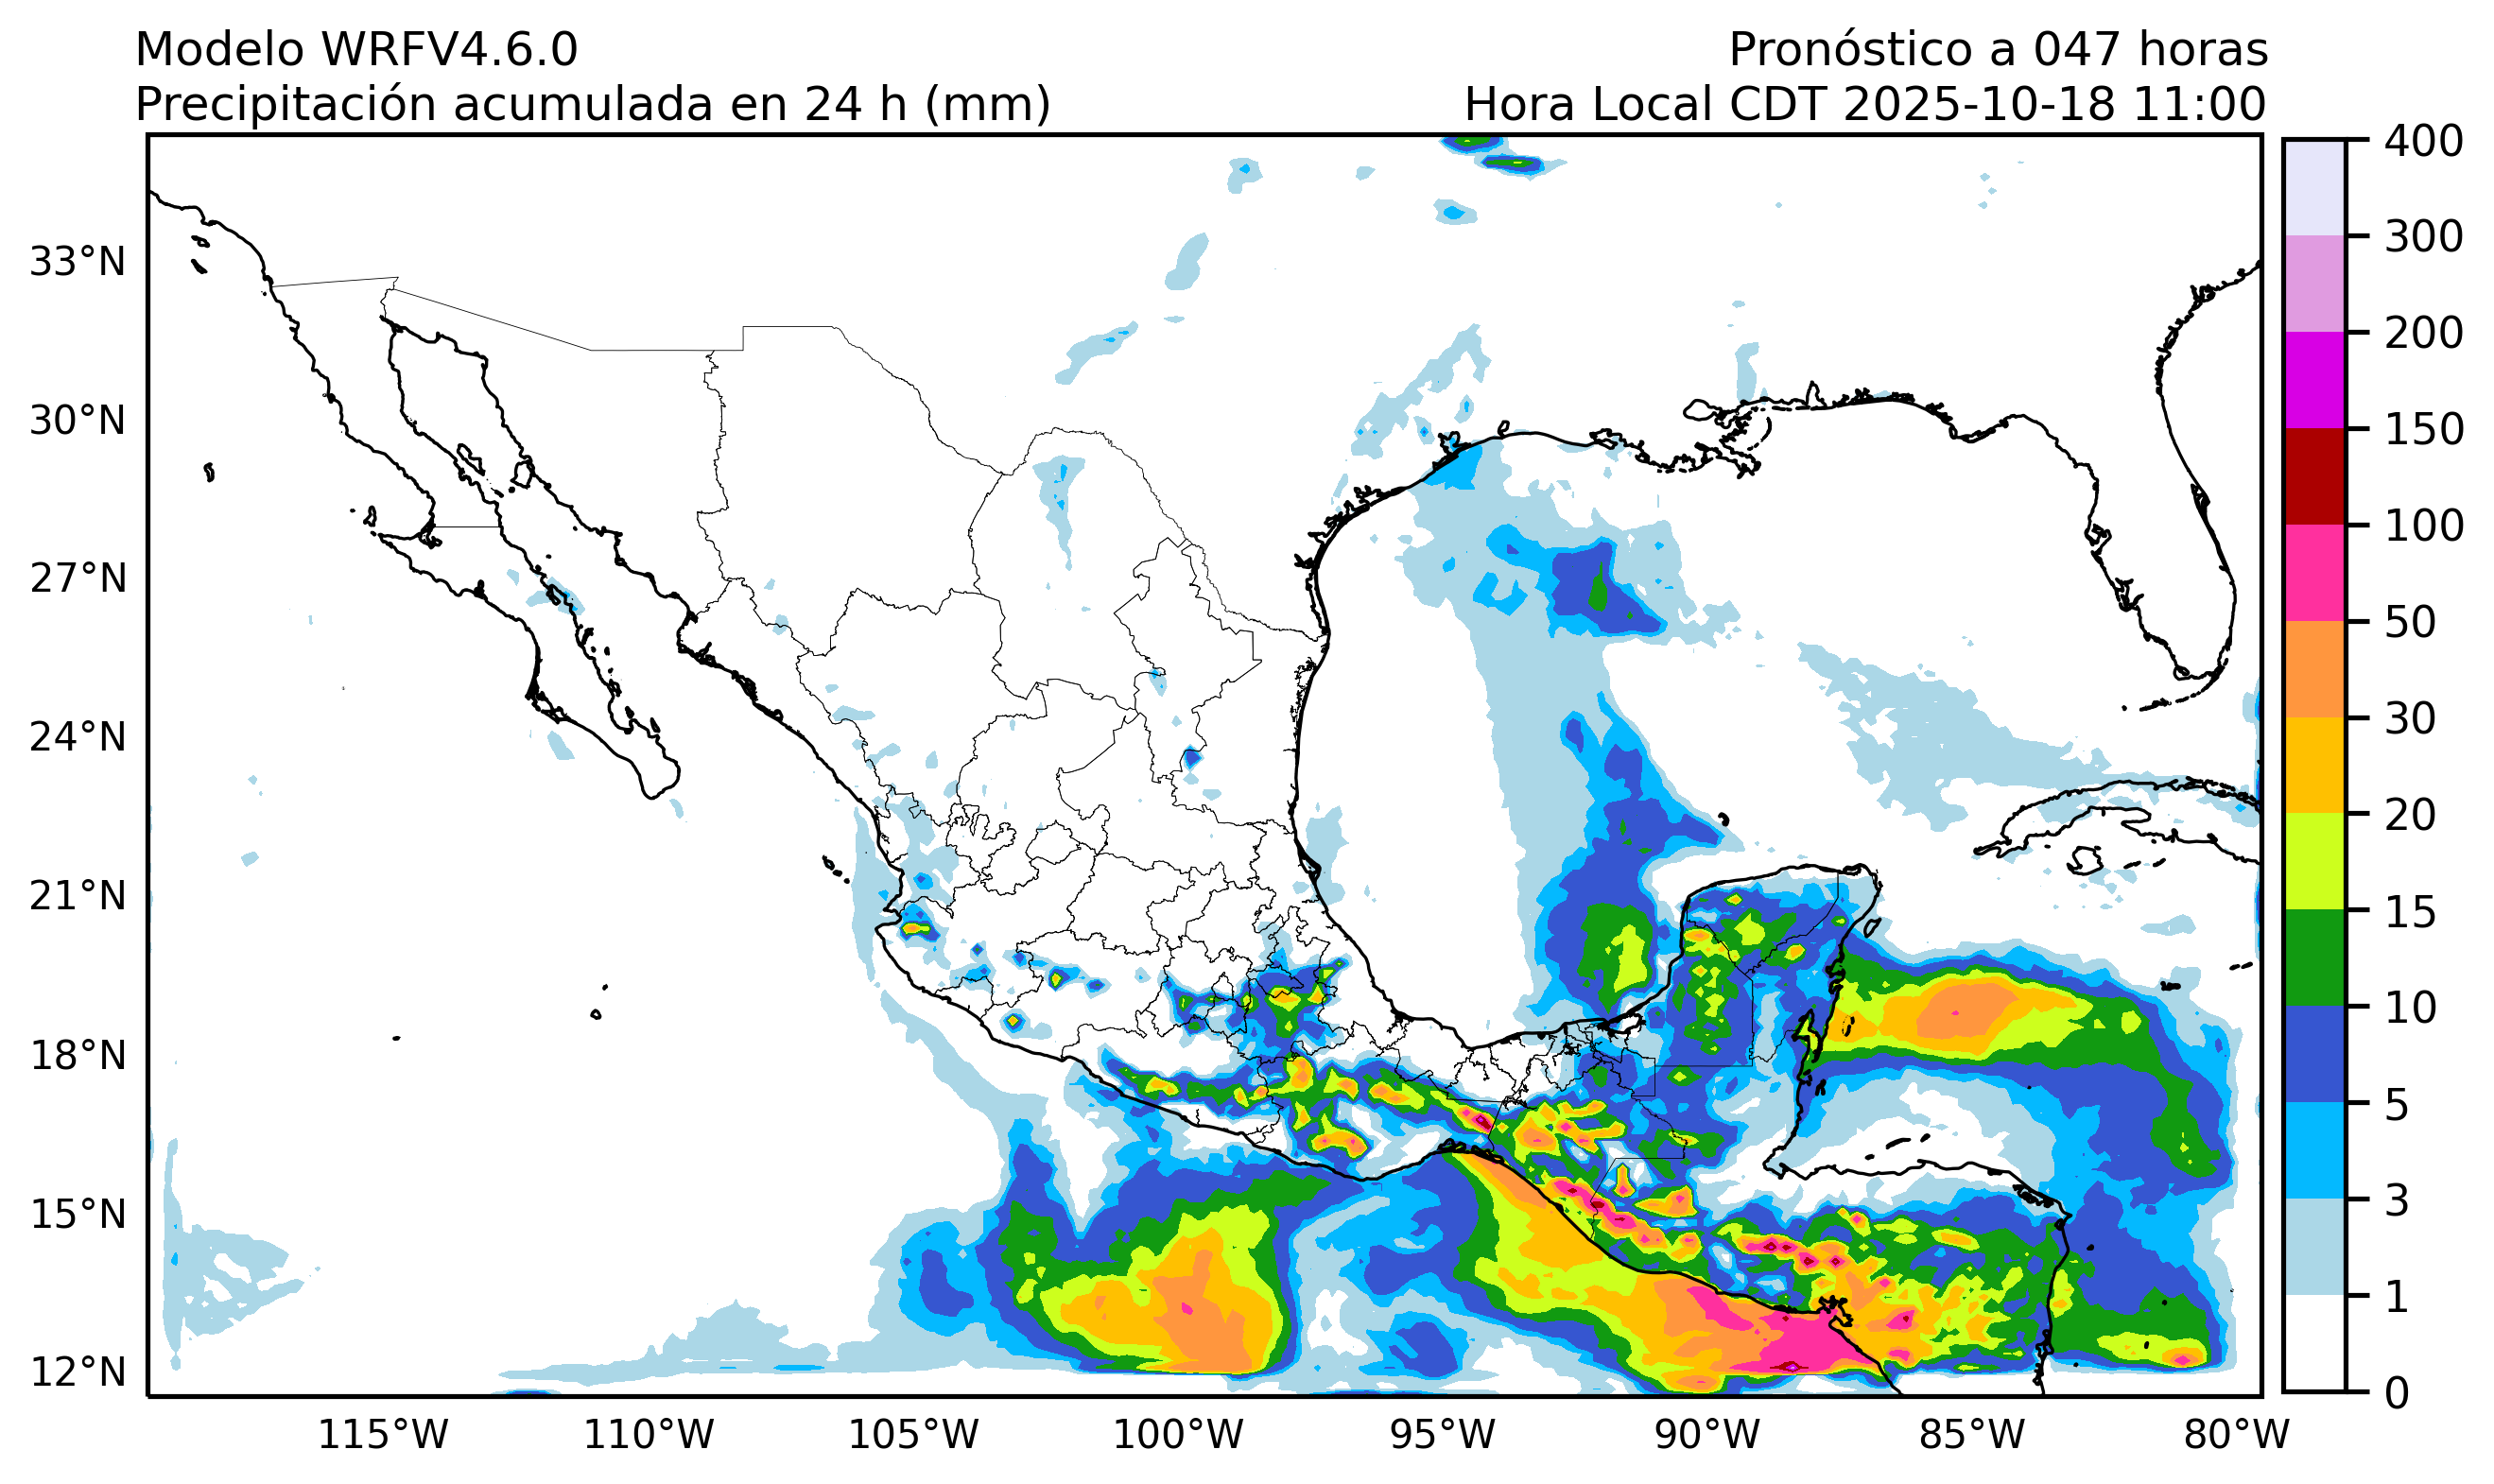 Modelo WRFV4.6.0
Pronóstico a 047 horas
Precipitación acumulada en 24 h (mm)
Hora Local CDT 2025-10-18 11:00
33°N
30°N
27°N
24°N
21°N
18°N
15°N
12°N
115°W
110°W
105°W
100°W
95°W
90°W
85°W
80°W
400
300
200
150
100
50
30
20
15
10
5
3
1
0